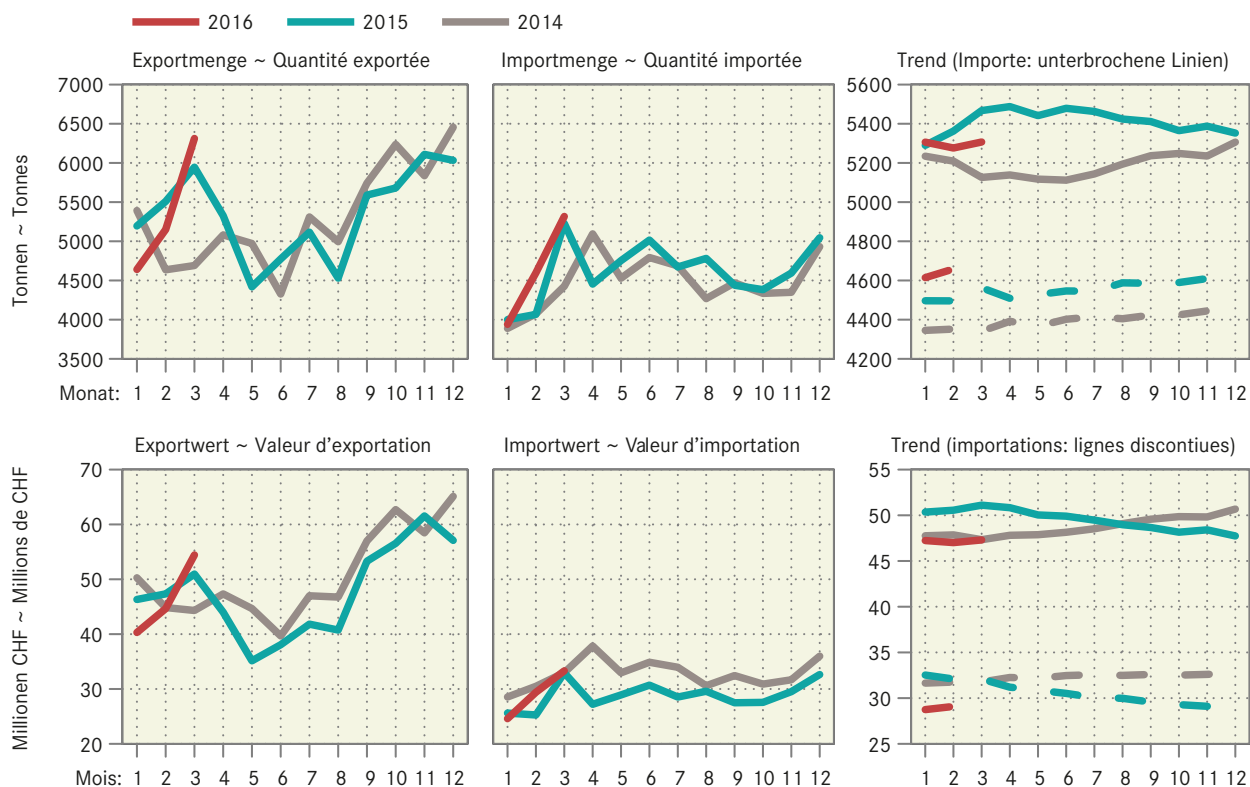 2016 2015 2014
Exportmenge ~ Quantité exportée
Importmenge ~ Quantité importée
Trend (Importe: unterbrochene Linien)
Tonnen ~ Tonnes
7000
6500
6000
5500
5000
4500
4000
3500
5600
5400
5200
5000
4800
4600
4400
4200
Monat: 1 2 3 4 5 6 7 8 9 10 11 12
1 2 3 4 5 6 7 8 9 10 11 12
1 2 3 4 5 6 7 8 9 10 11 12
Exportwert ~ Valeur d'exportation
Importwert ~ Valeur d'importation
Trend (importations: lignes discontiues)
Millionen CHF ~ Millions de CHF
70
60
50
40
30
20
55
50
45
40
35
30
25
Mois: 1 2 3 4 5 6 7 8 9 10 11 12
1 2 3 4 5 6 7 8 9 10 11 12
1 2 3 4 5 6 7 8 9 10 11 12